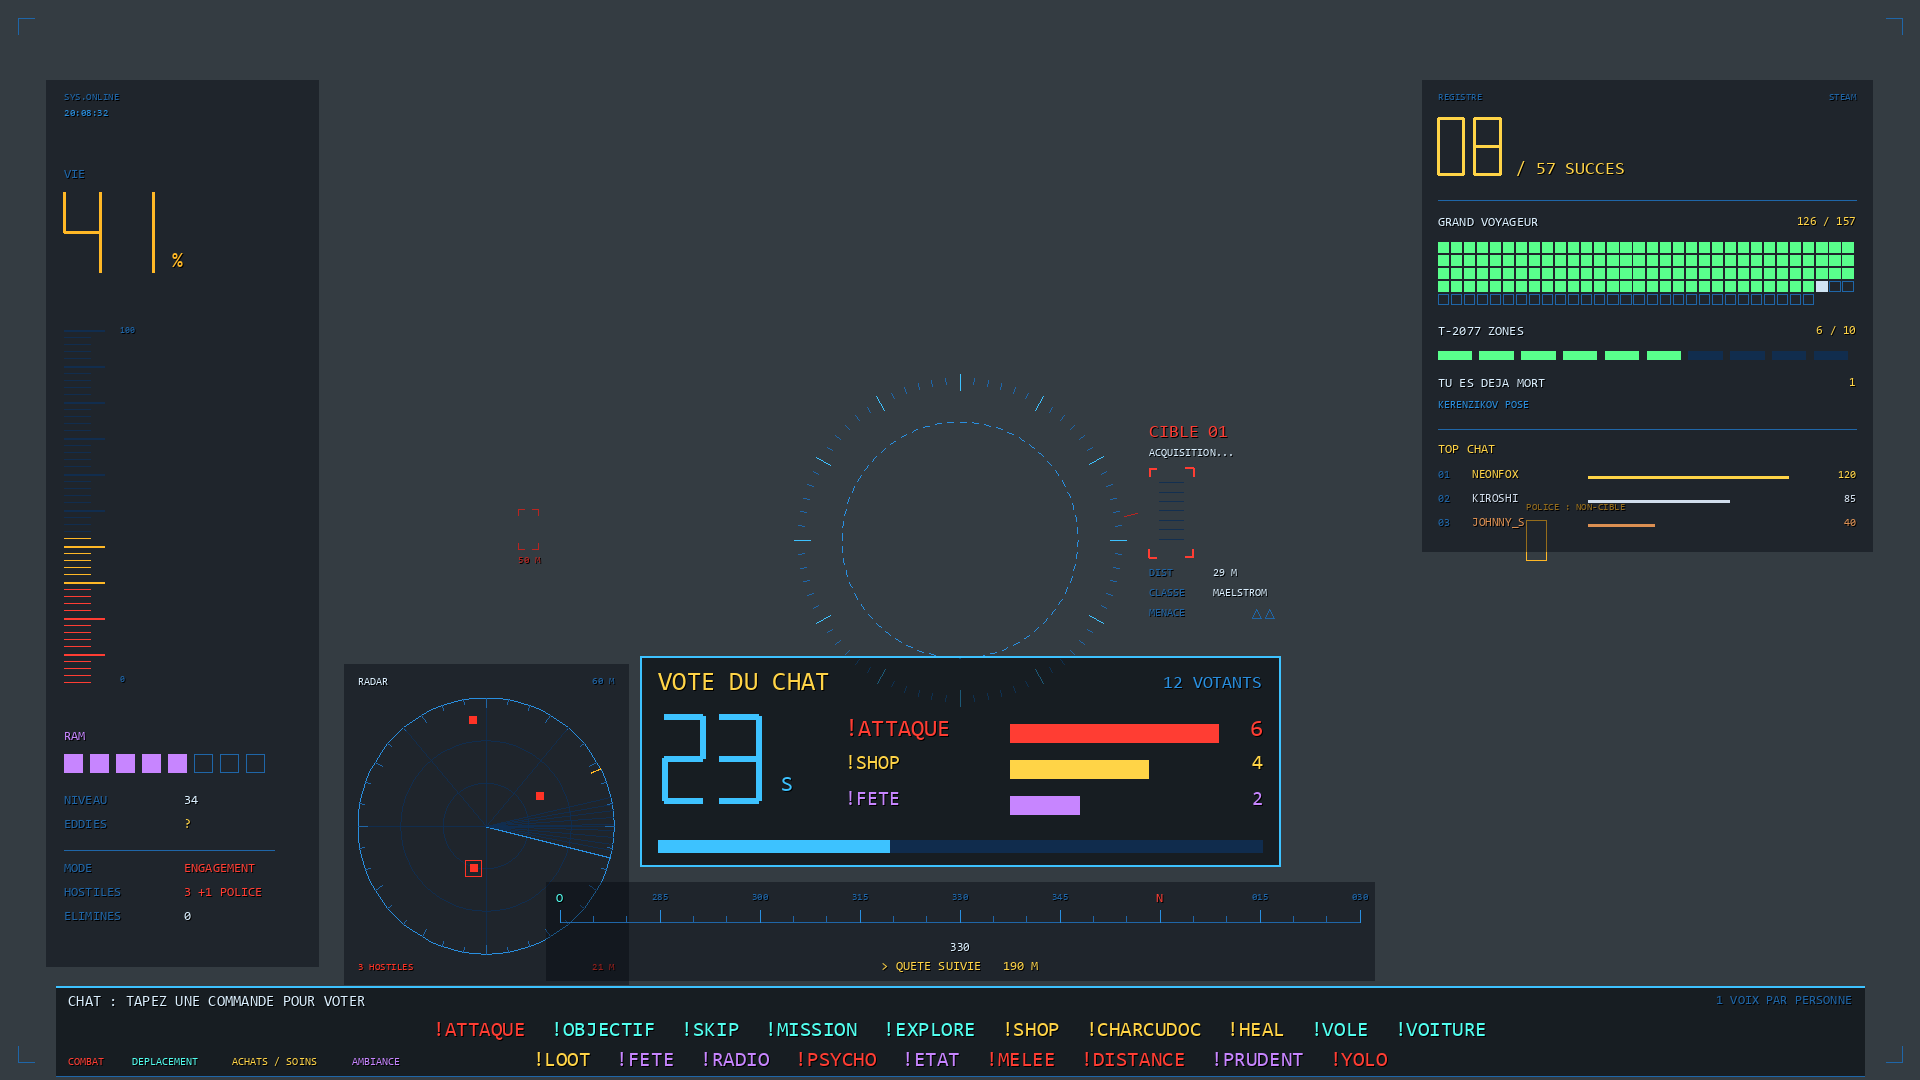 SYS.ONLINE
20:08:32
VIE
41 %
100
0
RAM
NIVEAU 34
EDDIES ?
MODE ENGAGEMENT
HOSTILES 3 +1 POLICE
ELIMINES 0
REGISTRE STEAM
08 / 57 SUCCES
GRAND VOYAGEUR 126 / 157
T-2077 ZONES 6 / 10
TU ES DEJA MORT 1
KERENZIKOV POSE
TOP CHAT
01 NEONFOX 120
02 KIROSHI 85
POLICE : NON-CIBLE
03 JOHNNY_S 40
CIBLE 01
ACQUISITION...
DIST 29 M
CLASSE MAELSTROM
MENACE △△
50 M
RADAR 60 M
3 HOSTILES 21 M
VOTE DU CHAT 12 VOTANTS
23 S
!ATTAQUE 6
!SHOP 4
!FETE 2
O 285 300 315 330 345 N 015 030
330
> QUETE SUIVIE 190 M
CHAT : TAPEZ UNE COMMANDE POUR VOTER 1 VOIX PAR PERSONNE
!ATTAQUE !OBJECTIF !SKIP !MISSION !EXPLORE !SHOP !CHARCUDOC !HEAL !VOLE !VOITURE
COMBAT DEPLACEMENT ACHATS / SOINS AMBIANCE
!LOOT !FETE !RADIO !PSYCHO !ETAT !MELEE !DISTANCE !PRUDENT !YOLO